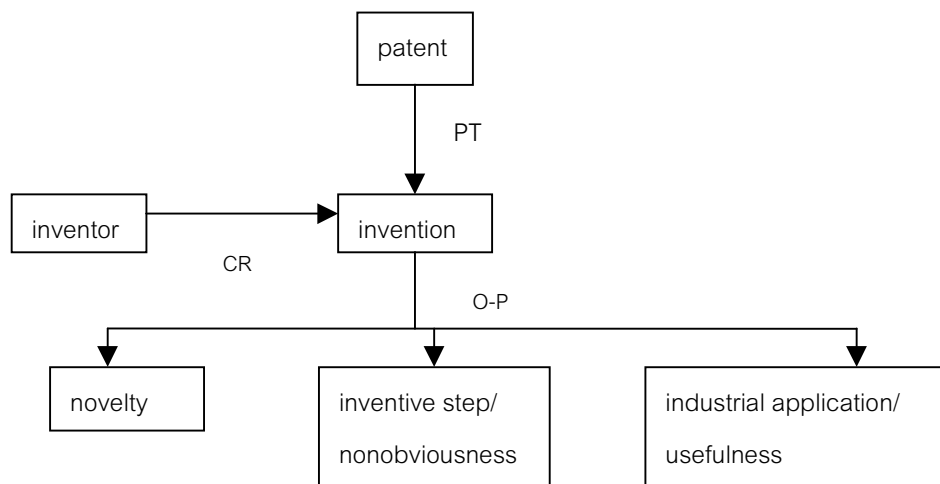 patent
PT
inventor
invention
CR
O-P
novelty
inventive step/
nonobviousness
industrial application/
usefulness